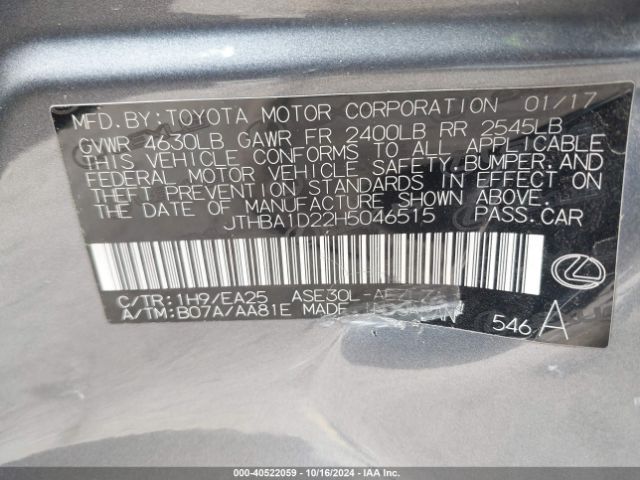 MFD.BY:TOYOTA MOTOR CORPORATION 01/17
GVWR 4630LB GAWR FR 2400LB RR 2545LB
THIS VEHICLE CONFORMS TO ALL APPLICABLE
FEDERAL MOTOR VEHICLE SAFETY,BUMPER,AND
THEFT PREVENTION STANDARDS IN EFFECT ON
THE DATE OF MANUFACTURE SHOWN ABOVE.
JTHBA1D22H5046515 PASS.CAR
C/TR:1H9/EA25 ASE30L-
A/TM:B07A/AA81E MADE
546 A
000-40522059 - 10/16/2024 - IAA Inc.